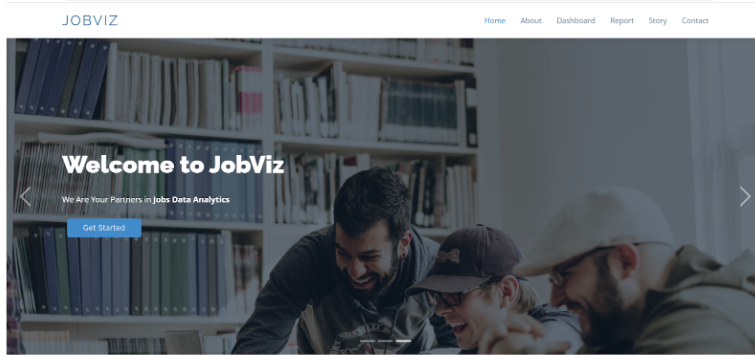 JOBVIZ
Home About Dashboard Report Story Contact
Welcome to JobViz
We Are Your Partners in Jobs Data Analytics
Get Started